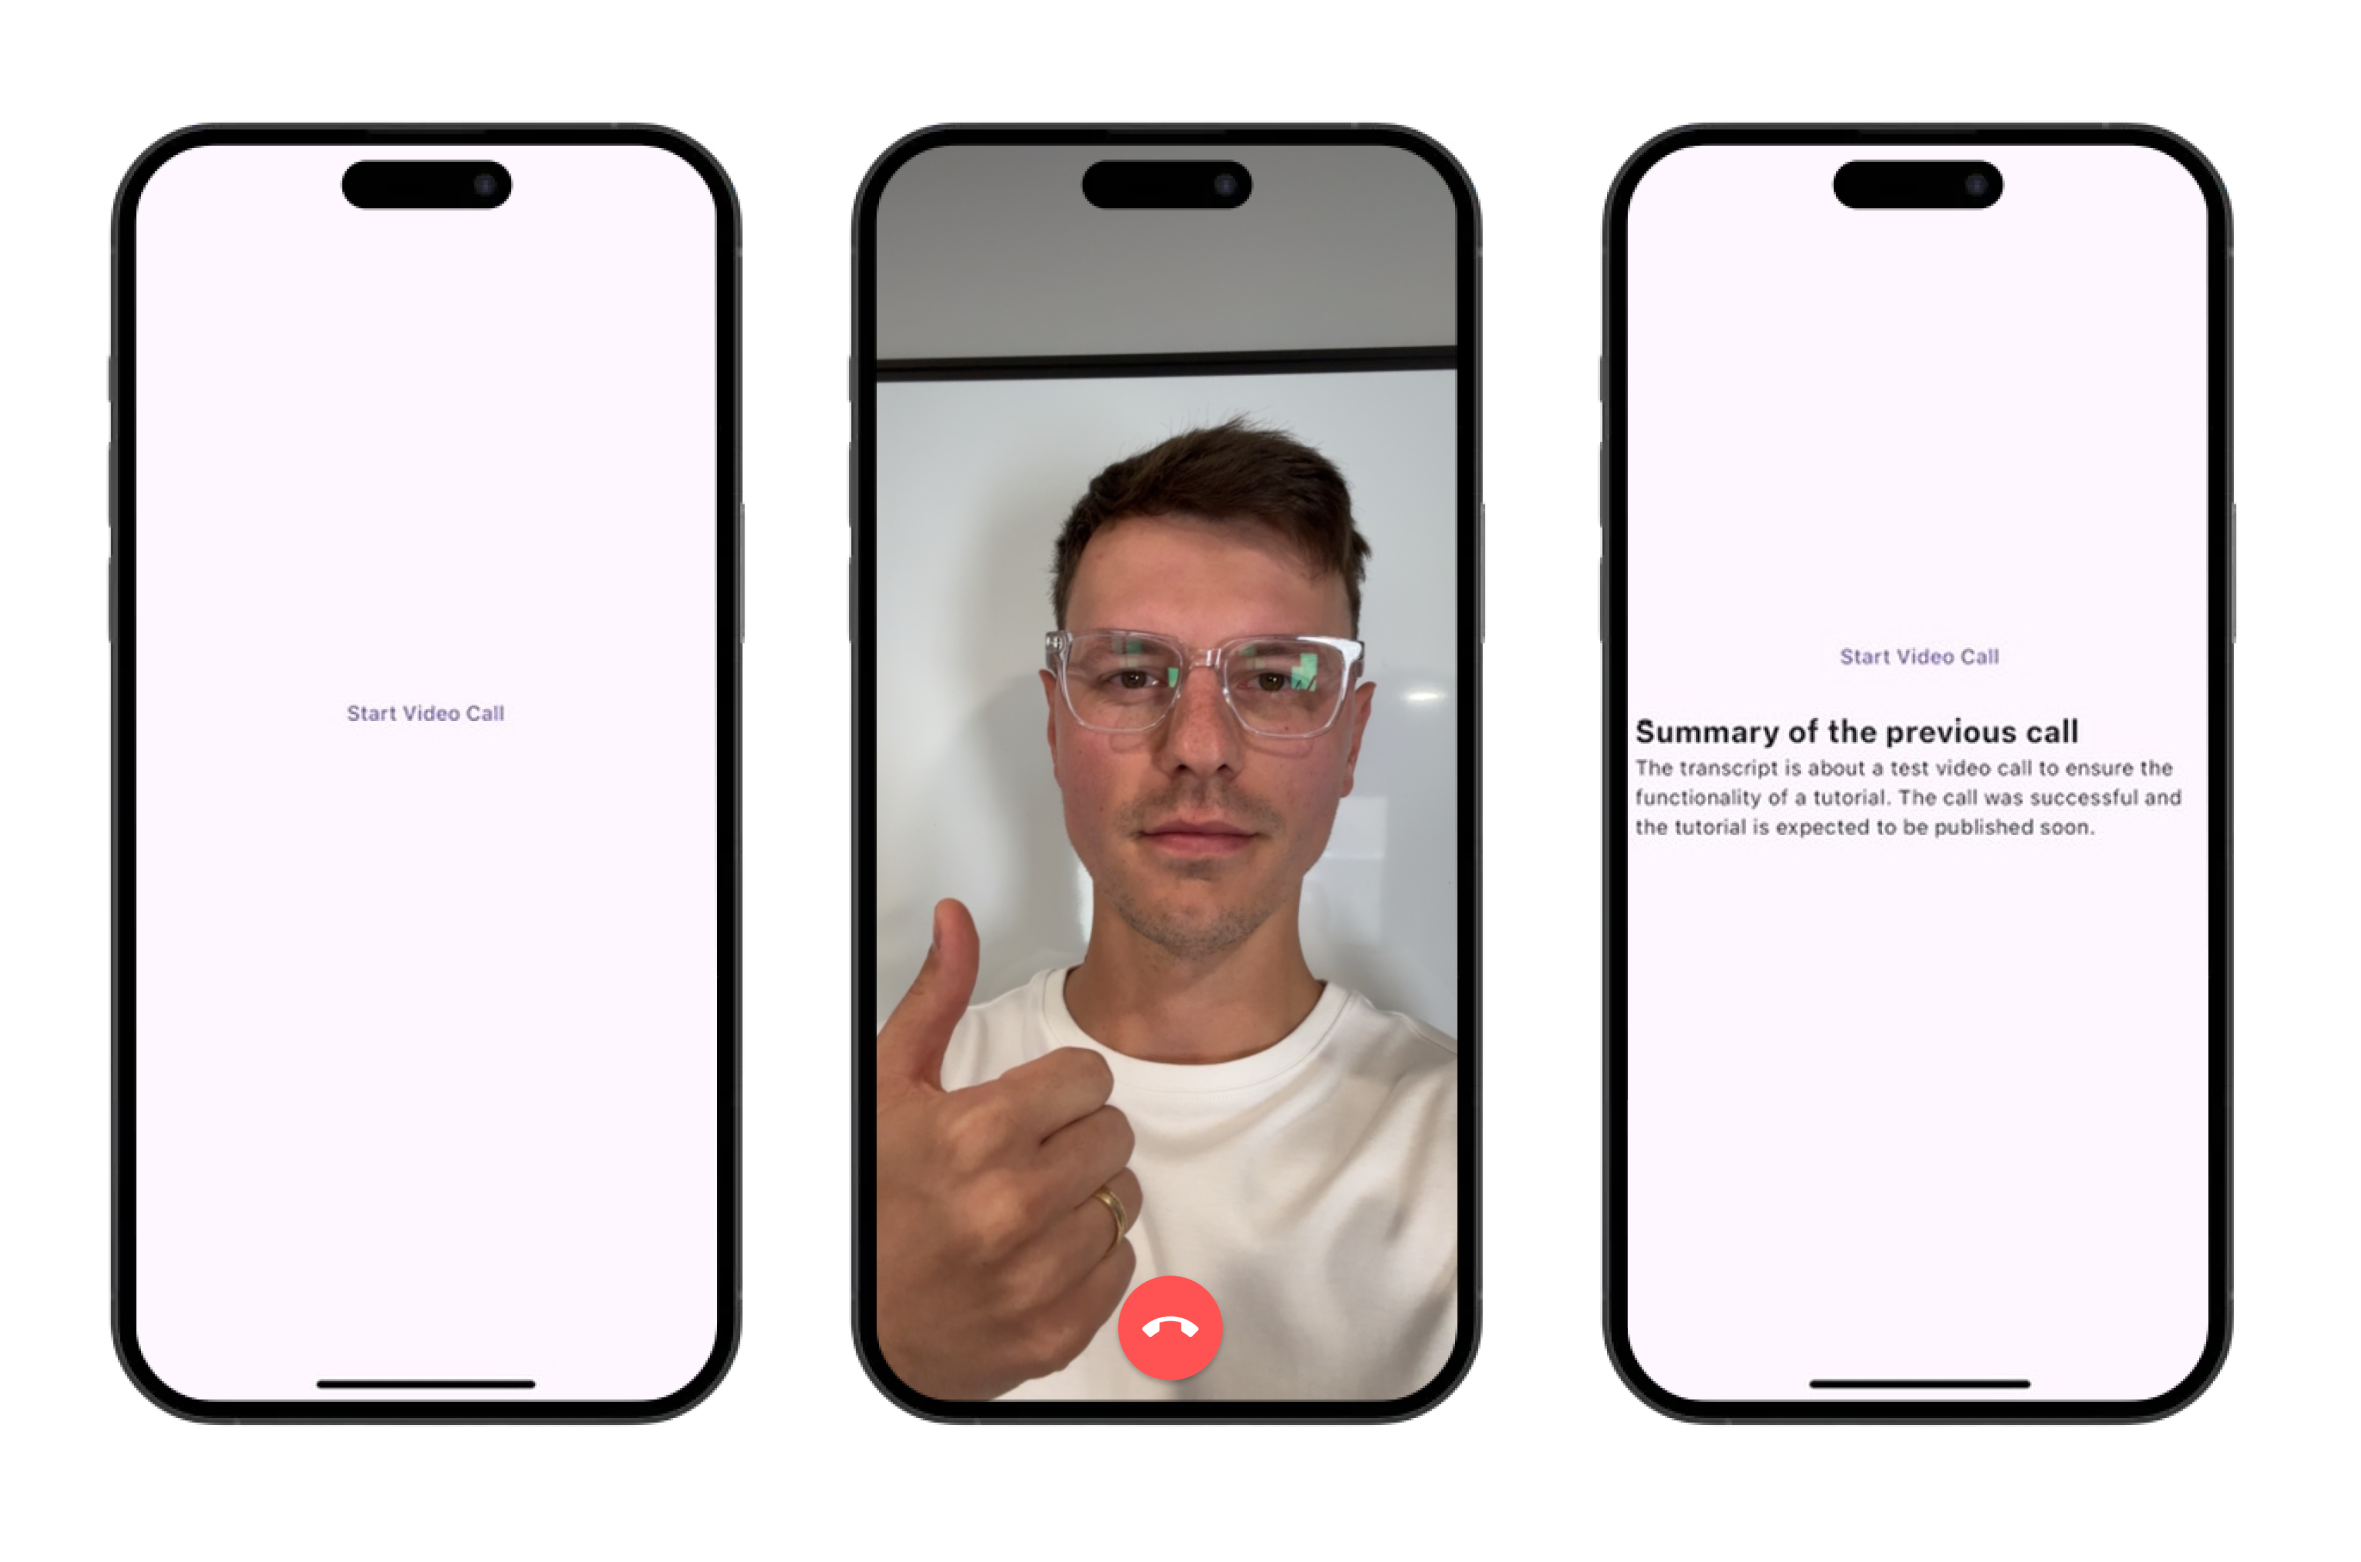 Start Video Call
Start Video Call
Summary of the previous call
The transcript is about a test video call to ensure the
functionality of a tutorial. The call was successful and
the tutorial is expected to be published soon.